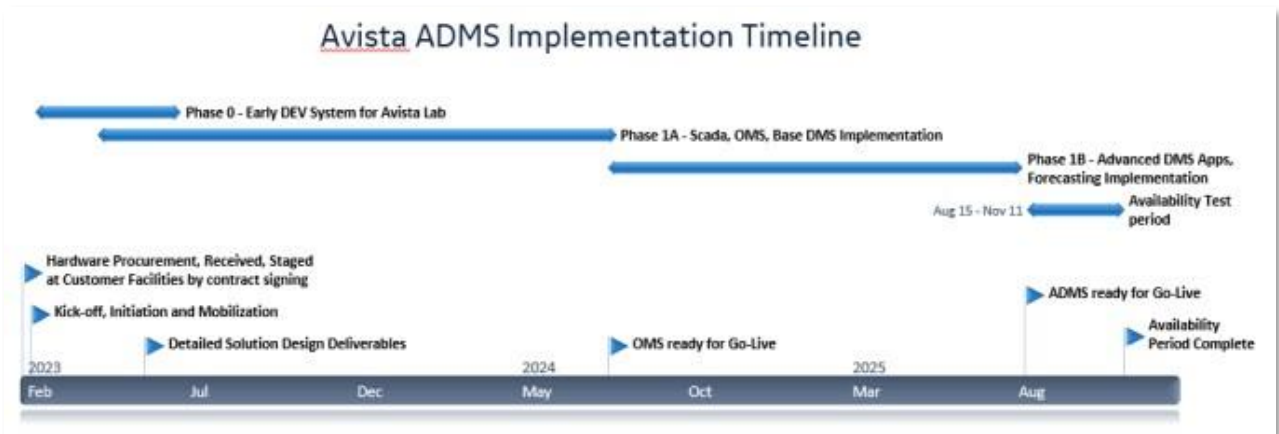 Avista ADMS Implementation Timeline
Phase 0 - Early DEV System for Avista Lab
Phase 1A - Scada, OMS, Base DMS Implementation
Phase 1B - Advanced DMS Apps,
Forecasting Implementation
Aug 15 - Nov 11
Availability Test
period
Hardware Procurement, Received, Staged
at Customer Facilities by contract signing
Kick-off, Initiation and Mobilization
Detailed Solution Design Deliverables
OMS ready for Go-Live
ADMS ready for Go-Live
Availability
Period Complete
2023 2024 2025
Feb Jul Dec May Oct Mar Aug